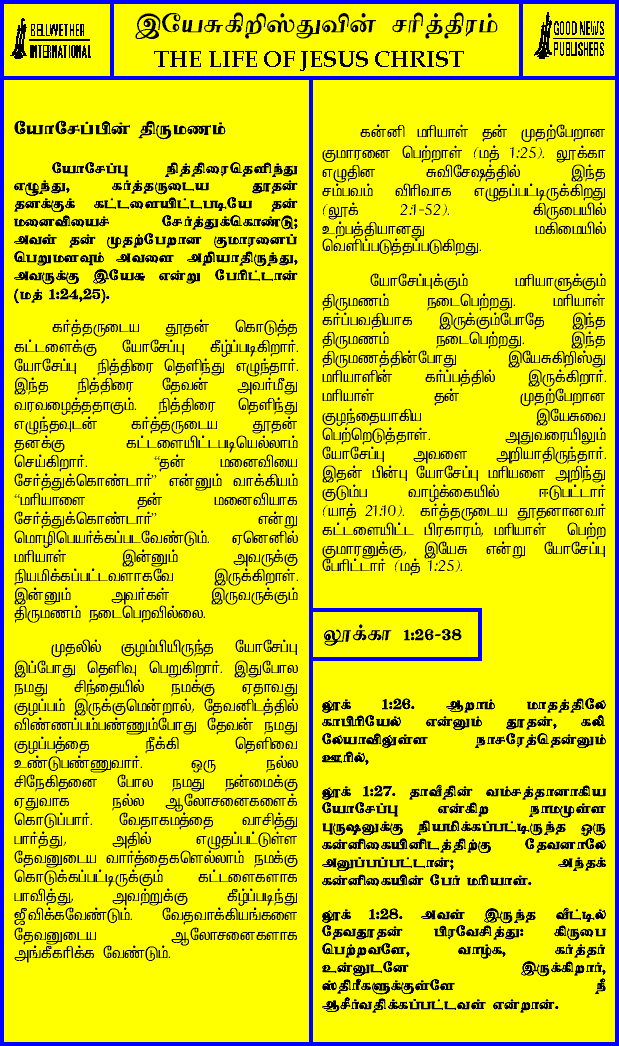 BELLWETHER
INTERNATIONAL
இயேசுகிறிஸ்துவின் சரித்திரம்
THE LIFE OF JESUS CHRIST
GOOD NEWS
PUBLISHERS
யோசேப்பின் திருமணம்
யோசேப்பு நித்திரைதெளிந்து
எழுந்து, கர்த்தருடைய தூதன்
தனக்குக் கட்டளையிட்டபடியே தன்
மனைவியைச் சேர்த்துக்கொண்டு;
அவள் தன் முதற்பேறான குமாரனைப்
பெறுமளவும் அவளை அறியாதிருந்து,
அவருக்கு இயேசு என்று பேரிட்டான்
(மத் 1:24,25).
கர்த்தருடைய தூதன் கொடுத்த
கட்டளைக்கு யோசேப்பு கீழ்ப்படிகிறார்.
யோசேப்பு நித்திரை தெளிந்து எழுந்தார்.
இந்த நித்திரை தேவன் அவர்மீது
வரவழைத்ததாகும். நித்திரை தெளிந்து
எழுந்தவுடன் கர்த்தருடைய தூதன்
தனக்கு கட்டளையிட்டபடியெல்லாம்
செய்கிறார். “தன் மனைவியை
சேர்த்துக்கொண்டார்” என்னும் வாக்கியம்
“மரியாளை தன் மனைவியாக
சேர்த்துக்கொண்டார்” என்று
மொழிபெயர்க்கப்படவேண்டும். ஏனெனில்
மரியாள் இன்னும் அவருக்கு
நியமிக்கப்பட்டவளாகவே இருக்கிறாள்.
இன்னும் அவர்கள் இருவருக்கும்
திருமணம் நடைபெறவில்லை.
முதலில் குழம்பியிருந்த யோசேப்பு
இப்போது தெளிவு பெறுகிறார். இதுபோல
நமது சிந்தையில் நமக்கு ஏதாவது
குழப்பம் இருக்குமென்றால், தேவனிடத்தில்
விண்ணப்பம்பண்ணும்போது தேவன் நமது
குழப்பத்தை நீக்கி தெளிவை
உண்டுபண்ணுவார். ஒரு நல்ல
சிநேகிதனை போல நமது நன்மைக்கு
ஏதுவாக நல்ல ஆலோசனைகளைக்
கொடுப்பார். வேதாகமத்தை வாசித்து
பார்த்து, அதில் எழுதப்பட்டுள்ள
தேவனுடைய வார்த்தைகளெல்லாம் நமக்கு
கொடுக்கப்பட்டிருக்கும் கட்டளைகளாக
பாவித்து, அவற்றுக்கு கீழ்ப்படிந்து
ஜீவிக்கவேண்டும். வேதவாக்கியங்களை
தேவனுடைய ஆலோசனைகளாக
அங்கீகரிக்க வேண்டும்.
கன்னி மரியாள் தன் முதற்பேறான
குமாரனை பெற்றாள் (மத் 1:25). லூக்கா
எழுதின சுவிசேஷத்தில் இந்த
சம்பவம் விரிவாக எழுதப்பட்டிருக்கிறது
(லூக் 2:1-52). கிருபையில்
உற்பத்தியானது மகிமையில்
வெளிப்படுத்தப்படுகிறது.
யோசேப்புக்கும் மரியாளுக்கும்
திருமணம் நடைபெற்றது. மரியாள்
கர்ப்பவதியாக இருக்கும்போதே இந்த
திருமணம் நடைபெற்றது. இந்த
திருமணத்தின்போது இயேசுகிறிஸ்து
மரியாளின் கர்ப்பத்தில் இருக்கிறார்.
மரியாள் தன் முதற்பேறான
குழந்தையாகிய இயேசுவை
பெற்றெடுத்தாள். அதுவரையிலும்
யோசேப்பு அவளை அறியாதிருந்தார்.
இதன் பின்பு யோசேப்பு மரியளை அறிந்து
குடும்ப வாழ்க்கையில் ஈடுபட்டார்
(யாத் 21:10). கர்த்தருடைய தூதனானவர்
கட்டளையிட்ட பிரகாரம், மரியாள் பெற்ற
குமாரனுக்கு, இயேசு என்று யோசேப்பு
பேரிட்டார் (மத் 1:25).
லூக்கா 1:26-38
லூக் 1:26. ஆறாம் மாதத்திலே
காபிரியேல் என்னும் தூதன், கலி
லேயாவிலுள்ள நாசரேத்தென்னும்
ஊரில்,
லூக் 1:27. தாவீதின் வம்சத்தானாகிய
யோசேப்பு என்கிற நாமமுள்ள
புருஷனுக்கு நியமிக்கப்பட்டிருந்த ஒரு
கன்னிகையினிடத்திற்கு தேவனாலே
அனுப்பப்பட்டான்; அந்தக்
கன்னிகையின் பேர் மரியாள்.
லூக் 1:28. அவள் இருந்த வீட்டில்
தேவதூதன் பிரவேசித்து: கிருபை
பெற்றவளே, வாழ்க, கர்த்தர்
உன்னுடனே இருக்கிறார்,
ஸ்திரீகளுக்குள்ளே நீ
ஆசீர்வதிக்கப்பட்டவள் என்றான்.